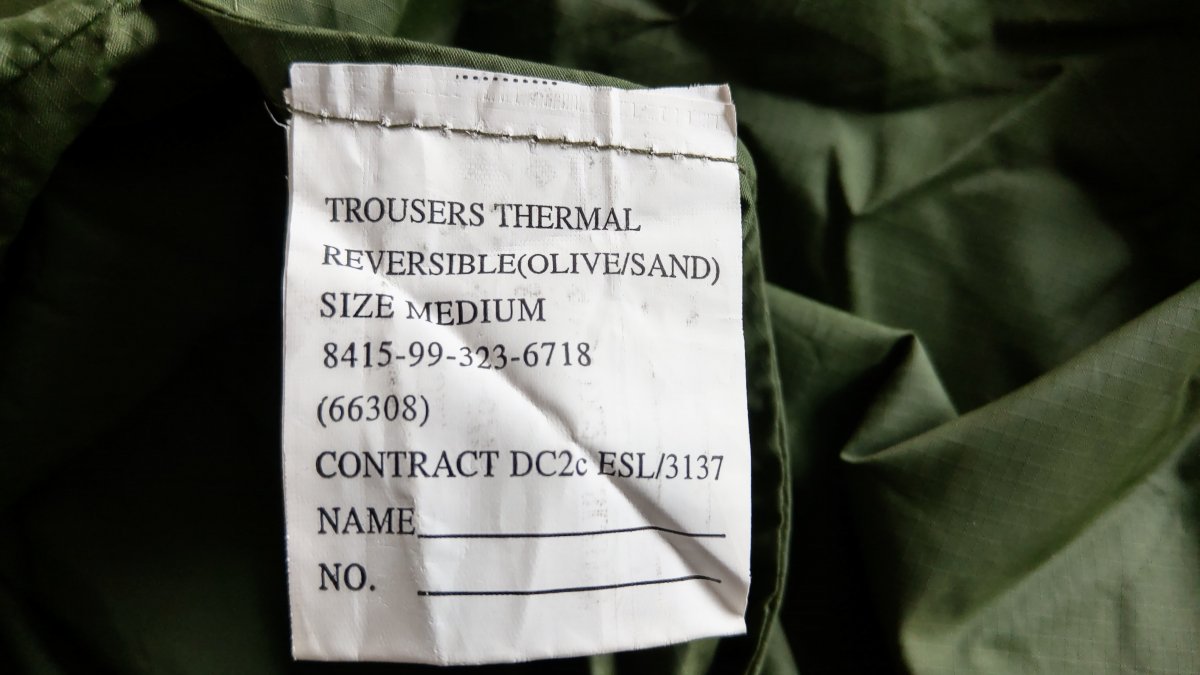 TROUSERS THERMAL
REVERSIBLE(OLIVE/SAND)
SIZE MEDIUM
8415-99-323-6718
(66308)
CONTRACT DC2c ESL/3137
NAME
NO.